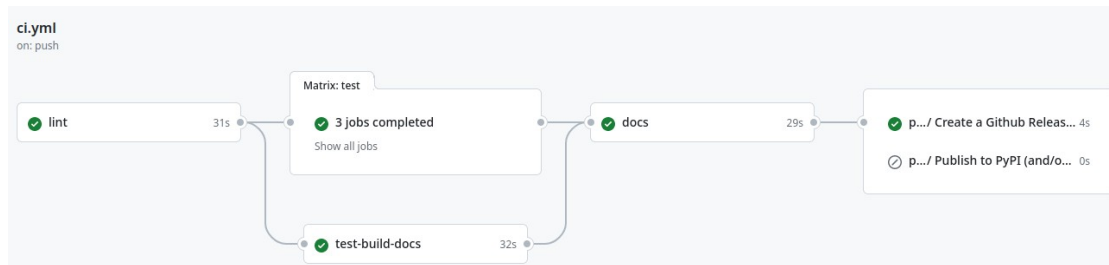 ci.yml
on: push
Matrix: test
lint 31s
3 jobs completed
Show all jobs
docs 29s
p.../ Create a Github Releas... 4s
p.../ Publish to PyPI (and/o... 0s
test-build-docs 32s